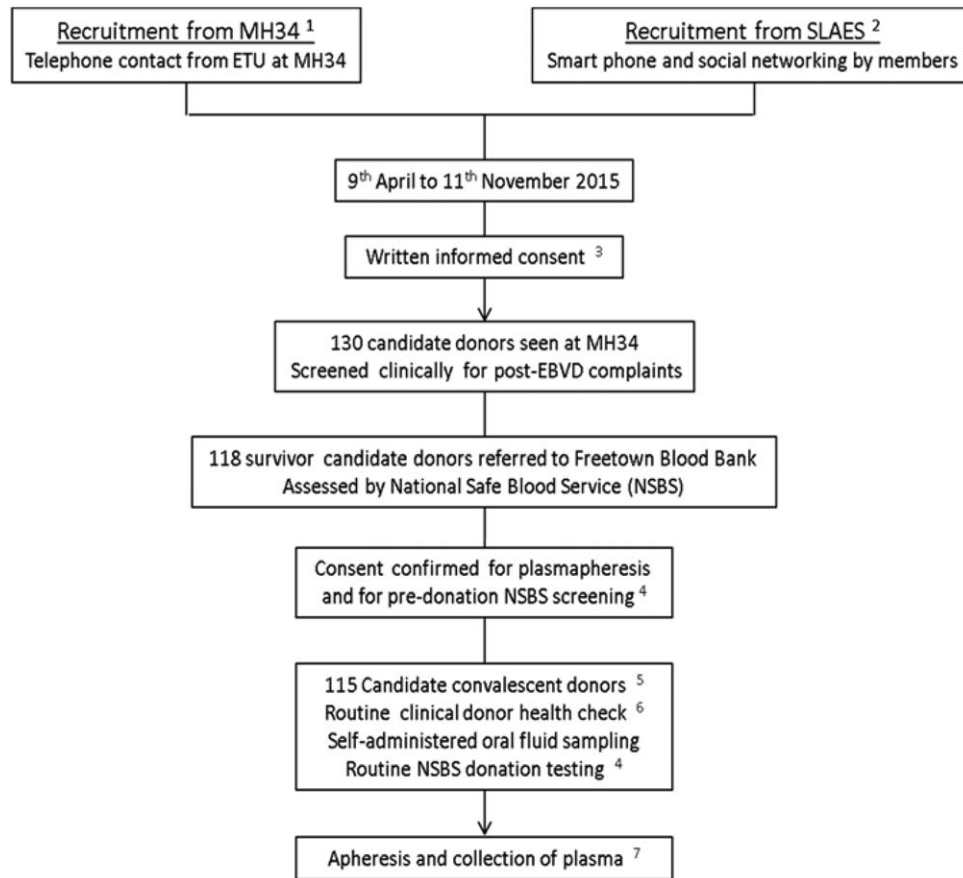 Recruitment from MH34 1
Telephone contact from ETU at MH34
Recruitment from SLAES 2
Smart phone and social networking by members
9th April to 11th November 2015
Written informed consent 3
130 candidate donors seen at MH34
Screened clinically for post-EBVD complaints
118 survivor candidate donors referred to Freetown Blood Bank
Assessed by National Safe Blood Service (NSBS)
Consent confirmed for plasmapheresis
and for pre-donation NSBS screening 4
115 Candidate convalescent donors 5
Routine clinical donor health check 6
Self-administered oral fluid sampling
Routine NSBS donation testing 4
Apheresis and collection of plasma 7